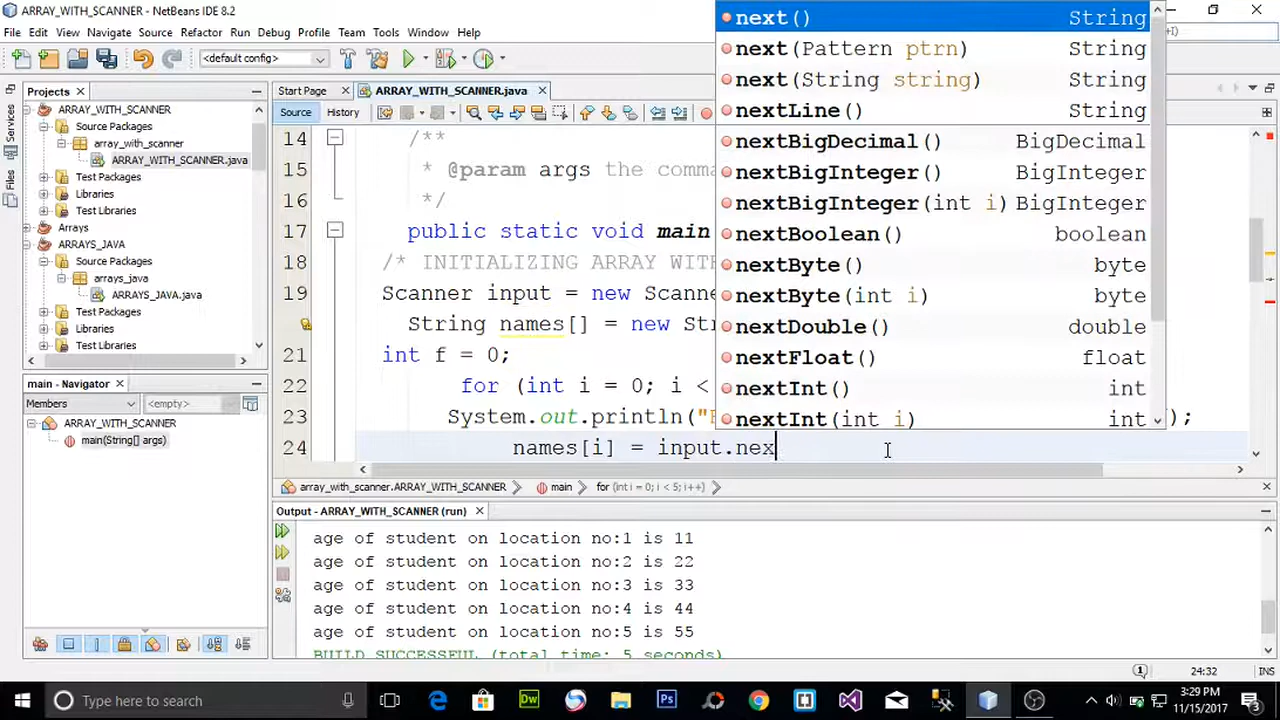 ARRAY_WITH_SCANNER - NetBeans IDE 8.2
File Edit View Navigate Source Refactor Run Debug Profile Team Tools Window Help
<default config>
Projects
ARRAY_WITH_SCANNER
Source Packages
array_with_scanner
ARRAY_WITH_SCANNER.java
Test Packages
Libraries
Test Libraries
Arrays
ARRAYS_JAVA
Source Packages
arrays_java
ARRAYS_JAVA.java
Test Packages
Libraries
Test Libraries
Services
Files
main - Navigator
Members
<empty>
ARRAY_WITH_SCANNER
main(String[] args)
Start Page
ARRAY_WITH_SCANNER.java
Source History
14 /**
15 * @param args the comma
16 */
17 public static void main
18 /* INITIALIZING ARRAY WIT
19 Scanner input = new Scanne
String names[] = new Str
21 int f = 0;
22 for (int i = 0; i <
23 System.out.println("E );
24 names[i] = input.nex
next() String
next(Pattern ptrn) String
next(String string) String
nextLine() String
nextBigDecimal() BigDecimal
nextBigInteger() BigInteger
nextBigInteger(int i) BigInteger
nextBoolean() boolean
nextByte() byte
nextByte(int i) byte
nextDouble() double
nextFloat() float
nextInt() int
nextInt(int i) int
array_with_scanner.ARRAY_WITH_SCANNER main for (int i = 0; i < 5; i++)
Output - ARRAY_WITH_SCANNER (run)
age of student on location no:1 is 11
age of student on location no:2 is 22
age of student on location no:3 is 33
age of student on location no:4 is 44
age of student on location no:5 is 55
BUILD SUCCESSFUL (total time: 5 seconds)
24:32 INS
Type here to search
3:29 PM
11/15/2017